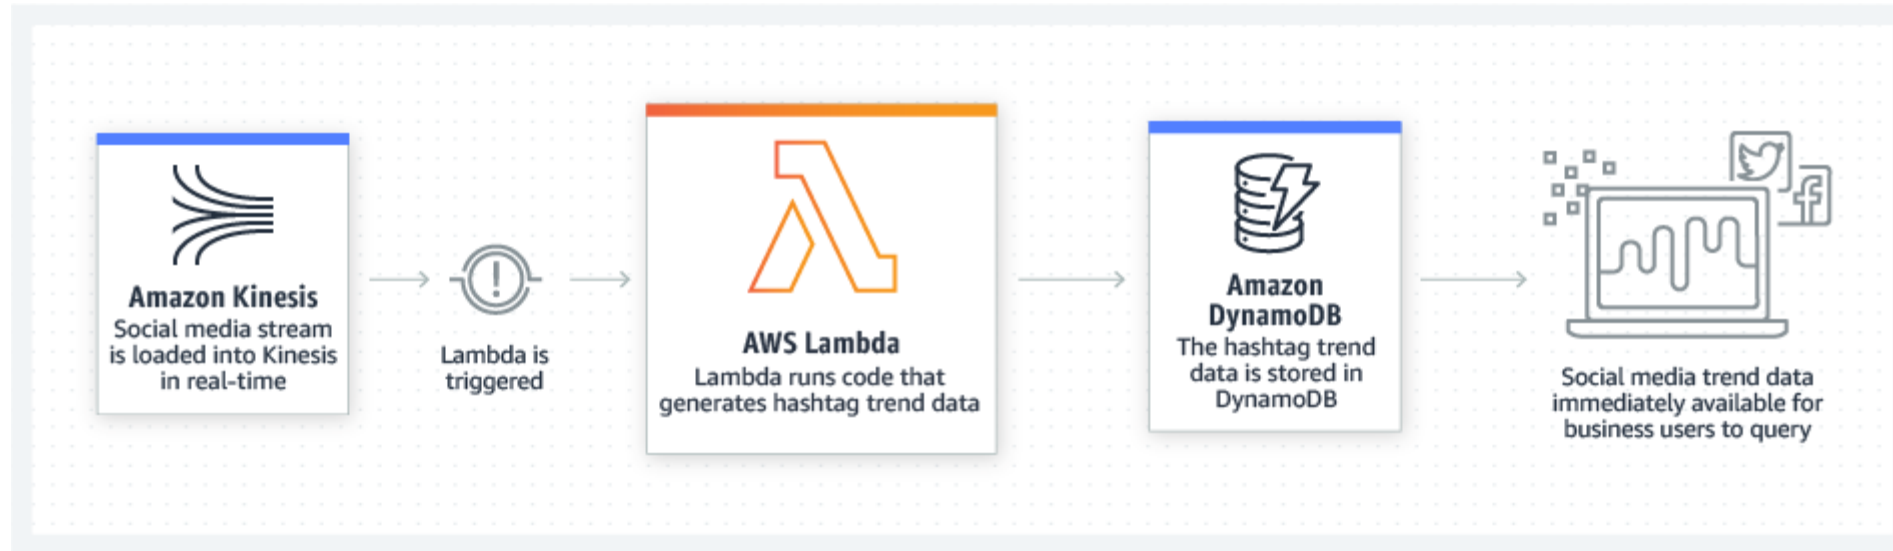 Amazon Kinesis
Social media stream
is loaded into Kinesis
in real-time
Lambda is
triggered
AWS Lambda
Lambda runs code that
generates hashtag trend data
Amazon
DynamoDB
The hashtag trend
data is stored in
DynamoDB
Social media trend data
immediately available for
business users to query